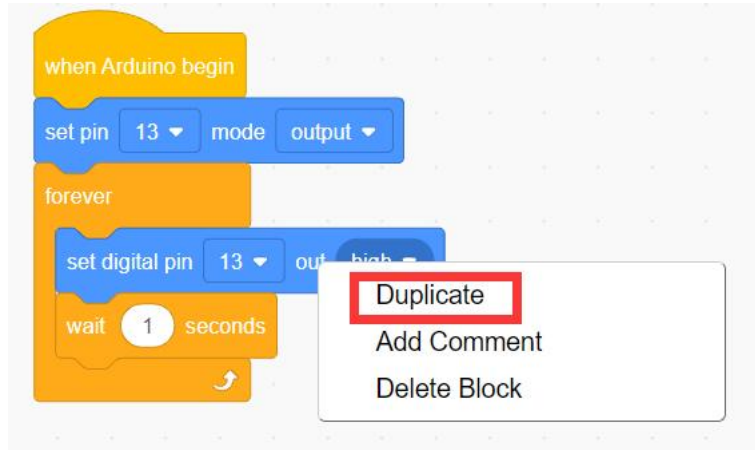 when Arduino begin
set pin 13 mode output
forever
set digital pin 13 out high
wait 1 seconds
Duplicate
Add Comment
Delete Block